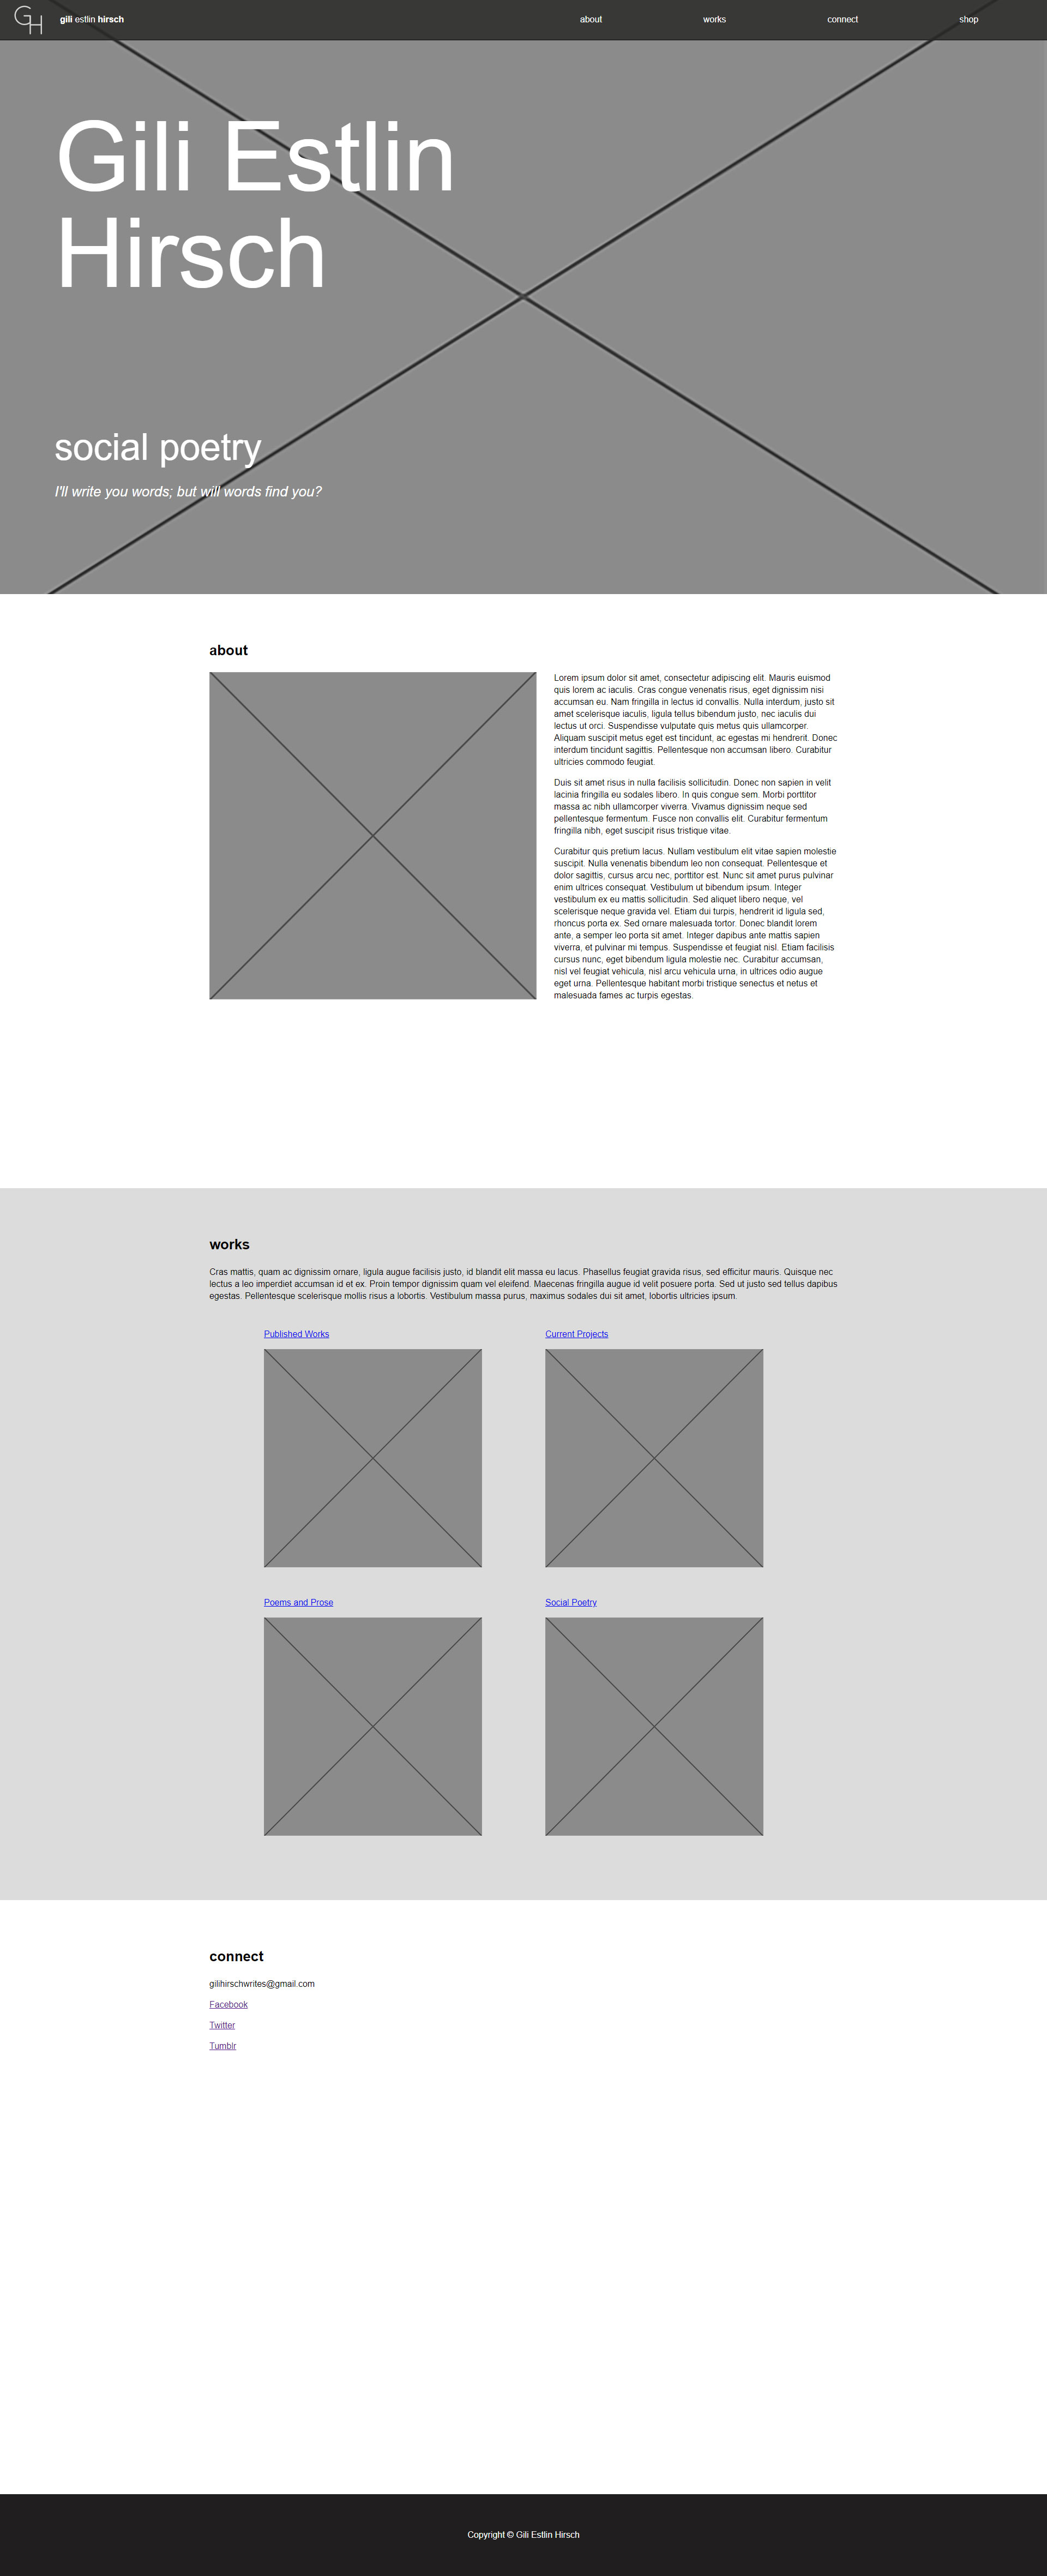 GH
gili estlin hirsch
about
works
connect
shop
Gili Estlin
Hirsch
social poetry
I'll write you words; but will words find you?
about
Lorem ipsum dolor sit amet, consectetur adipiscing elit. Mauris euismod
quis lorem ac iaculis. Cras congue venenatis risus, eget dignissim nisi
accumsan eu. Nam fringilla in lectus id convallis. Nulla interdum, justo sit
amet scelerisque iaculis, ligula tellus bibendum justo, nec iaculis dui
lectus ut orci. Suspendisse vulputate quis metus quis ullamcorper.
Aliquam suscipit metus eget est tincidunt, ac egestas mi hendrerit. Donec
interdum tincidunt sagittis. Pellentesque non accumsan libero. Curabitur
ultricies commodo feugiat.
Duis sit amet risus in nulla facilisis sollicitudin. Donec non sapien in velit
lacinia fringilla eu sodales libero. In quis congue sem. Morbi porttitor
massa ac nibh ullamcorper viverra. Vivamus dignissim neque sed
pellentesque fermentum. Fusce non convallis elit. Curabitur fermentum
fringilla nibh, eget suscipit risus tristique vitae.
Curabitur quis pretium lacus. Nullam vestibulum elit vitae sapien molestie
suscipit. Nulla venenatis bibendum leo non consequat. Pellentesque et
dolor sagittis, cursus arcu nec, porttitor est. Nunc sit amet purus pulvinar
enim ultrices consequat. Vestibulum ut bibendum ipsum. Integer
vestibulum ex eu mattis sollicitudin. Sed aliquet libero neque, vel
scelerisque neque gravida vel. Etiam dui turpis, hendrerit id ligula sed,
rhoncus porta ex. Sed ornare malesuada tortor. Donec blandit lorem
ante, a semper leo porta sit amet. Integer dapibus ante mattis sapien
viverra, et pulvinar mi tempus. Suspendisse et feugiat nisl. Etiam facilisis
cursus nunc, eget bibendum ligula molestie nec. Curabitur accumsan,
nisl vel feugiat vehicula, nisl arcu vehicula urna, in ultrices odio augue
eget urna. Pellentesque habitant morbi tristique senectus et netus et
malesuada fames ac turpis egestas.
works
Cras mattis, quam ac dignissim ornare, ligula augue facilisis justo, id blandit elit massa eu lacus. Phasellus feugiat gravida risus, sed efficitur mauris. Quisque nec
lectus a leo imperdiet accumsan id et ex. Proin tempor dignissim quam vel eleifend. Maecenas fringilla augue id velit posuere porta. Sed ut justo sed tellus dapibus
egestas. Pellentesque scelerisque mollis risus a lobortis. Vestibulum massa purus, maximus sodales dui sit amet, lobortis ultricies ipsum.
Published Works
Current Projects
Poems and Prose
Social Poetry
connect
gilihirschwrites@gmail.com
Facebook
Twitter
Tumblr
Copyright © Gili Estlin Hirsch